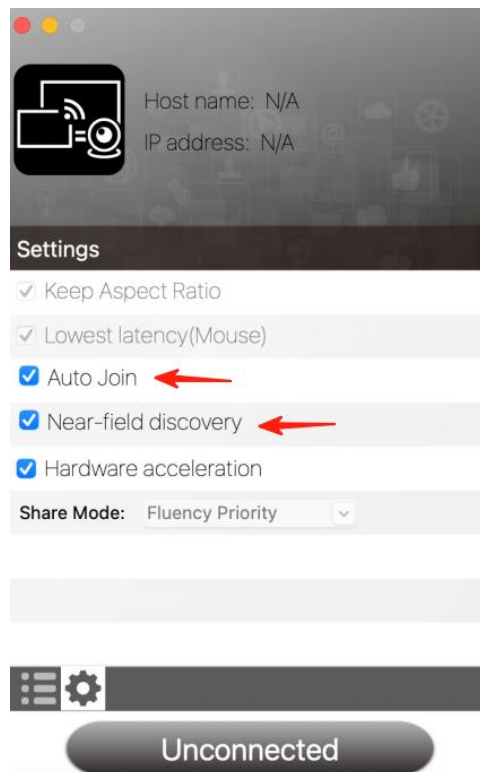 Host name: N/A
IP address: N/A
Settings
Keep Aspect Ratio
Lowest latency(Mouse)
Auto Join
Near-field discovery
Hardware acceleration
Share Mode: Fluency Priority
Unconnected